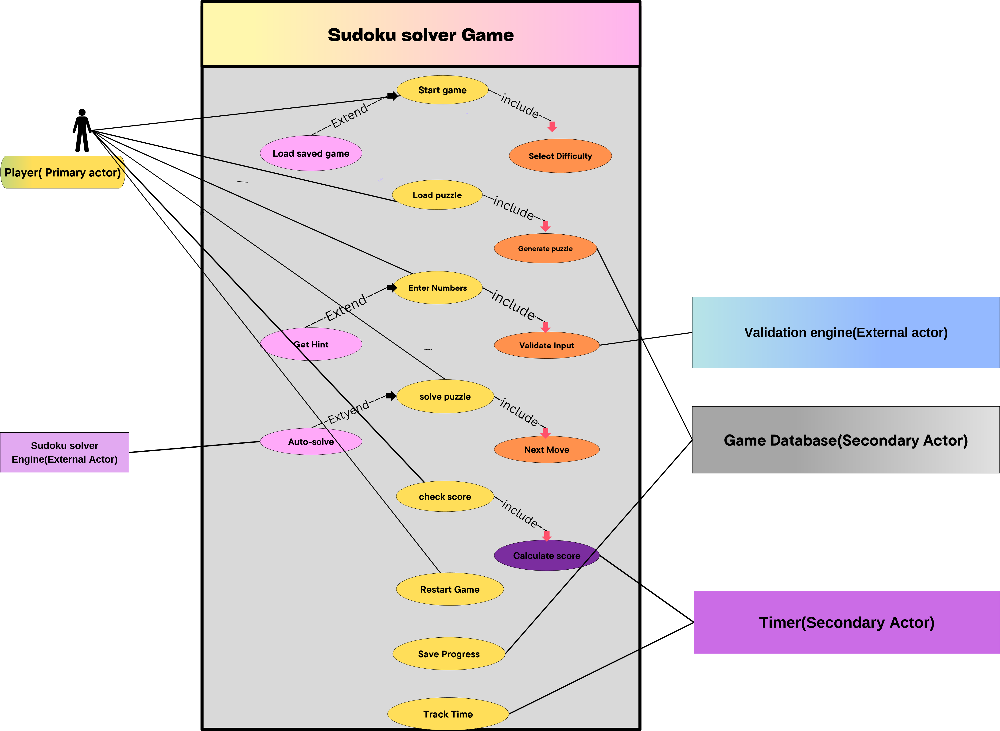 Sudoku solver Game
Start game
include
Extend
Load saved game
Select Difficulty
Player( Primary actor)
Load puzzle
include
Generate puzzle
Enter Numbers
include
Extend
Get Hint
Validate Input
Validation engine(External actor)
solve puzzle
include
Extyend
Auto-solve
Next Move
Sudoku solver
Engine(External Actor)
Game Database(Secondary Actor)
check score
include
Calculate score
Restart Game
Timer(Secondary Actor)
Save Progress
Track Time